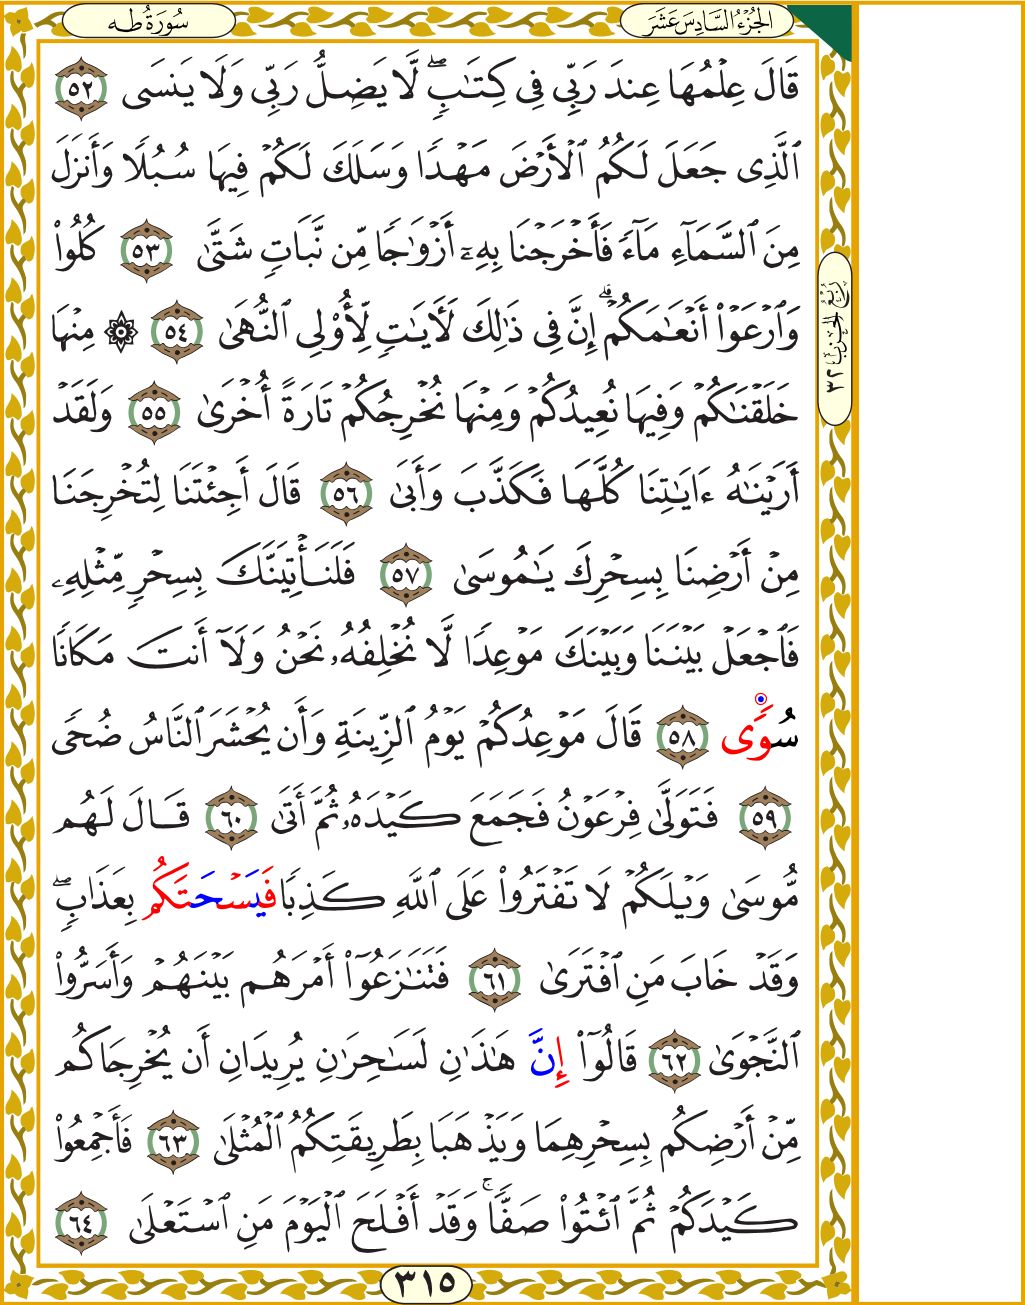 الجُزْءُ السَّادِسَ عَشَرَ
سُورَةُ طه
قَالَ عِلْمُهَا عِندَ رَبِّى فِى كِتَٰبٍ ۖ لَّا يَضِلُّ رَبِّى وَلَا يَنسَى ٥٢
ٱلَّذِى جَعَلَ لَكُمُ ٱلْأَرْضَ مَهْدًا وَسَلَكَ لَكُمْ فِيهَا سُبُلًا وَأَنزَلَ
مِنَ ٱلسَّمَآءِ مَآءً فَأَخْرَجْنَا بِهِۦٓ أَزْوَٰجًا مِّن نَّبَاتٍ شَتَّىٰ ٥٣ كُلُوا۟
وَٱرْعَوْا۟ أَنْعَٰمَكُمْ ۗ إِنَّ فِى ذَٰلِكَ لَـَٔايَٰتٍ لِّأُو۟لِى ٱلنُّهَىٰ ٥٤ ۞ مِنْهَا
خَلَقْنَٰكُمْ وَفِيهَا نُعِيدُكُمْ وَمِنْهَا نُخْرِجُكُمْ تَارَةً أُخْرَىٰ ٥٥ وَلَقَدْ
أَرَيْنَٰهُ ءَايَٰتِنَا كُلَّهَا فَكَذَّبَ وَأَبَىٰ ٥٦ قَالَ أَجِئْتَنَا لِتُخْرِجَنَا
مِنْ أَرْضِنَا بِسِحْرِكَ يَٰمُوسَىٰ ٥٧ فَلَنَأْتِيَنَّكَ بِسِحْرٍ مِّثْلِهِۦ
فَٱجْعَلْ بَيْنَنَا وَبَيْنَكَ مَوْعِدًا لَّا نُخْلِفُهُۥ نَحْنُ وَلَآ أَنتَ مَكَانًا
سُوًى ٥٨ قَالَ مَوْعِدُكُمْ يَوْمُ ٱلزِّينَةِ وَأَن يُحْشَرَ ٱلنَّاسُ ضُحًى
٥٩ فَتَوَلَّىٰ فِرْعَوْنُ فَجَمَعَ كَيْدَهُۥ ثُمَّ أَتَىٰ ٦٠ قَالَ لَهُم
مُّوسَىٰ وَيْلَكُمْ لَا تَفْتَرُوا۟ عَلَى ٱللَّهِ كَذِبًا فَيَسْحَتَكُم بِعَذَابٍ ۖ
وَقَدْ خَابَ مَنِ ٱفْتَرَىٰ ٦١ فَتَنَٰزَعُوٓا۟ أَمْرَهُم بَيْنَهُمْ وَأَسَرُّوا۟
ٱلنَّجْوَىٰ ٦٢ قَالُوٓا۟ إِنَّ هَٰذَٰنِ لَسَٰحِرَٰنِ يُرِيدَانِ أَن يُخْرِجَاكُم
مِّنْ أَرْضِكُم بِسِحْرِهِمَا وَيَذْهَبَا بِطَرِيقَتِكُمُ ٱلْمُثْلَىٰ ٦٣ فَأَجْمِعُوا۟
كَيْدَكُمْ ثُمَّ ٱئْتُوا۟ صَفًّا ۚ وَقَدْ أَفْلَحَ ٱلْيَوْمَ مَنِ ٱسْتَعْلَىٰ ٦٤
رُبْعُ الْحِزْبِ ٣٢
٣١٥